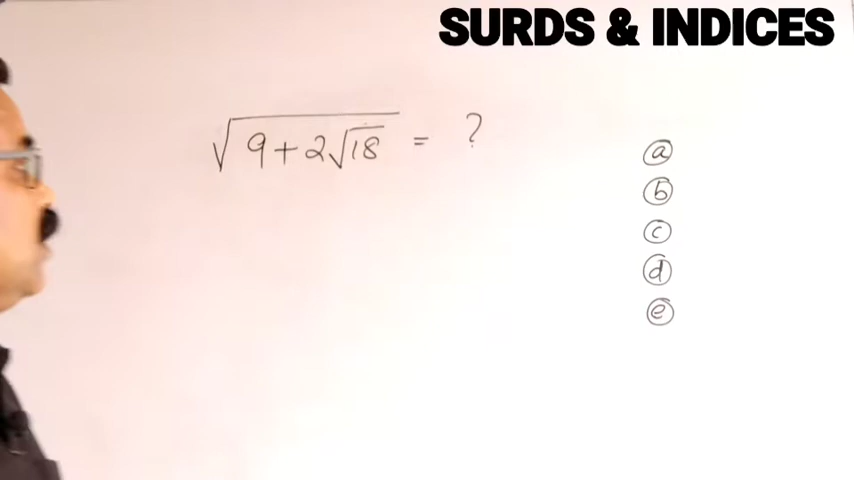 SURDS & INDICES
√(9+2√18) = ?
ⓐ
ⓑ
ⓒ
ⓓ
ⓔ